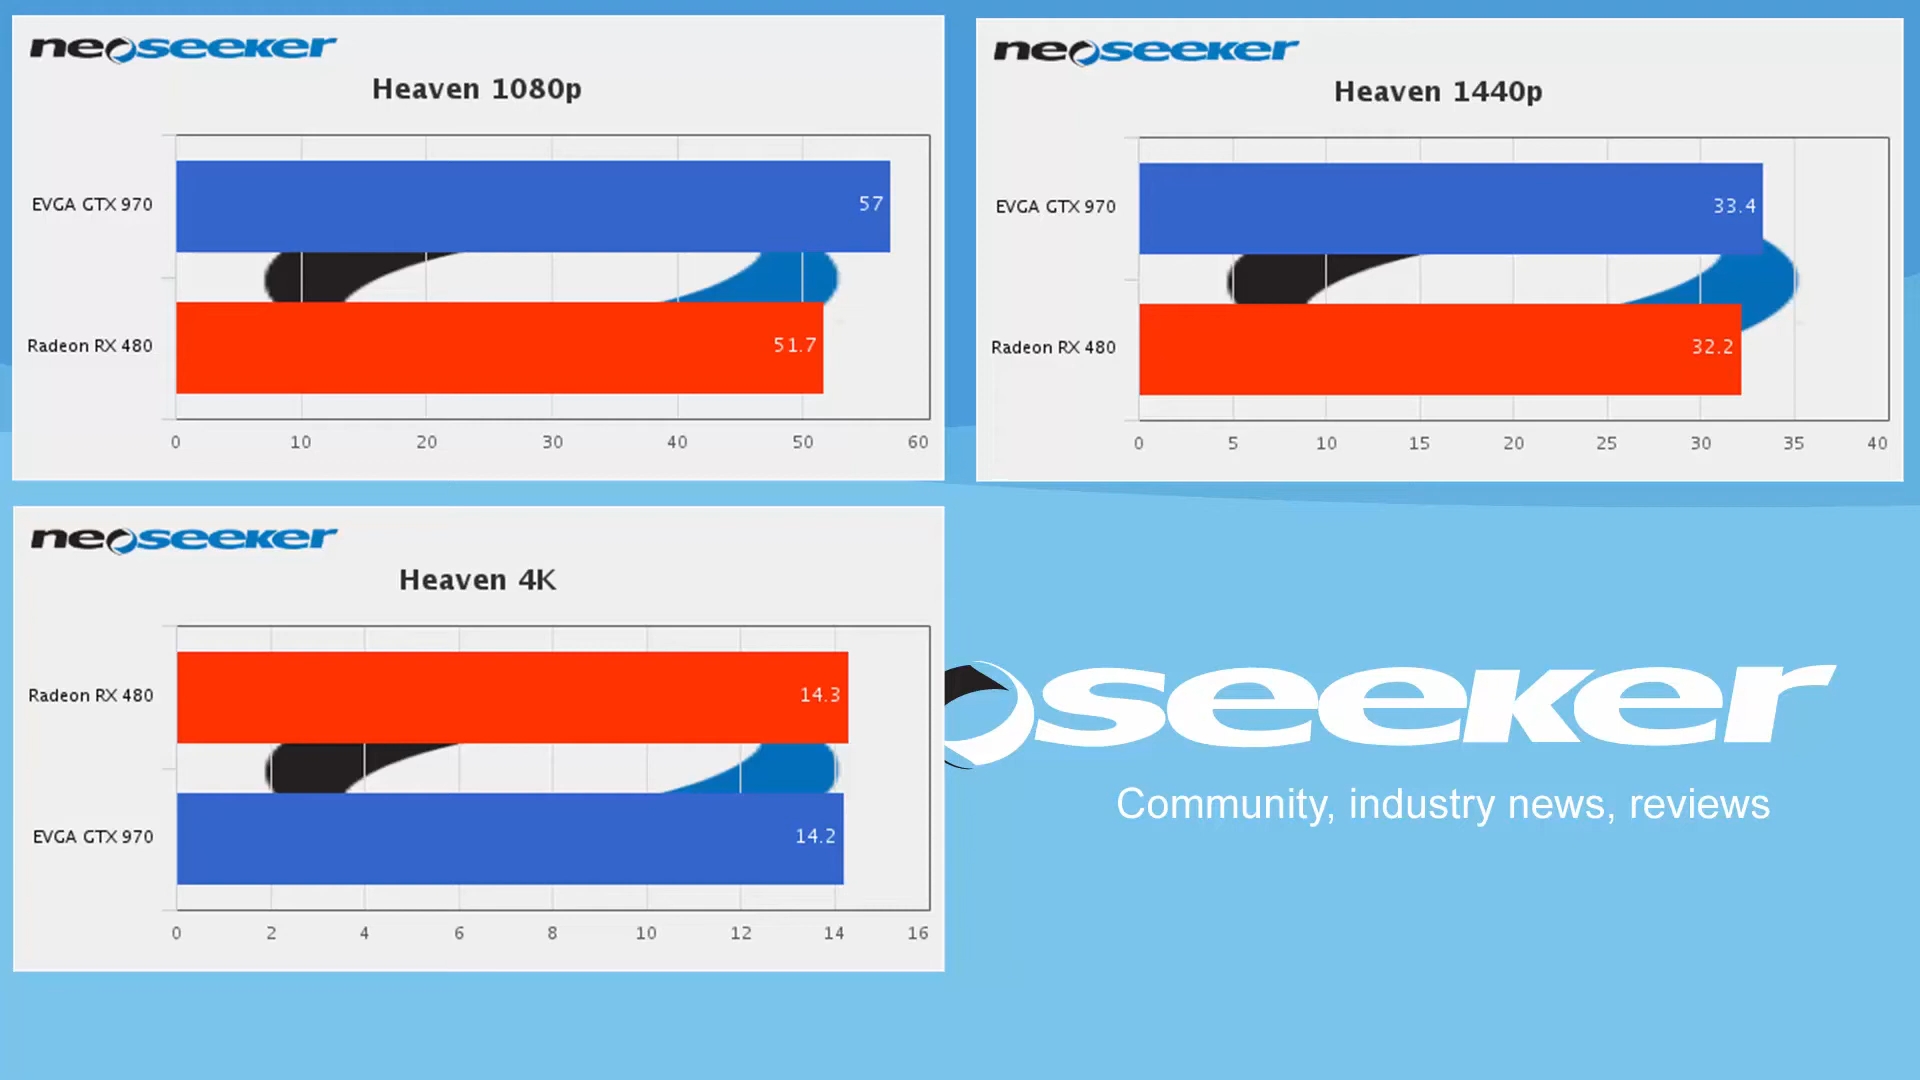 neoseeker
Heaven 1080p
EVGA GTX 970
57
Radeon RX 480
51.7
0 10 20 30 40 50 60
neoseeker
Heaven 1440p
EVGA GTX 970
33.4
Radeon RX 480
32.2
0 5 10 15 20 25 30 35 40
neoseeker
Heaven 4K
Radeon RX 480
14.3
EVGA GTX 970
14.2
0 2 4 6 8 10 12 14 16
oseeker
Community, industry news, reviews